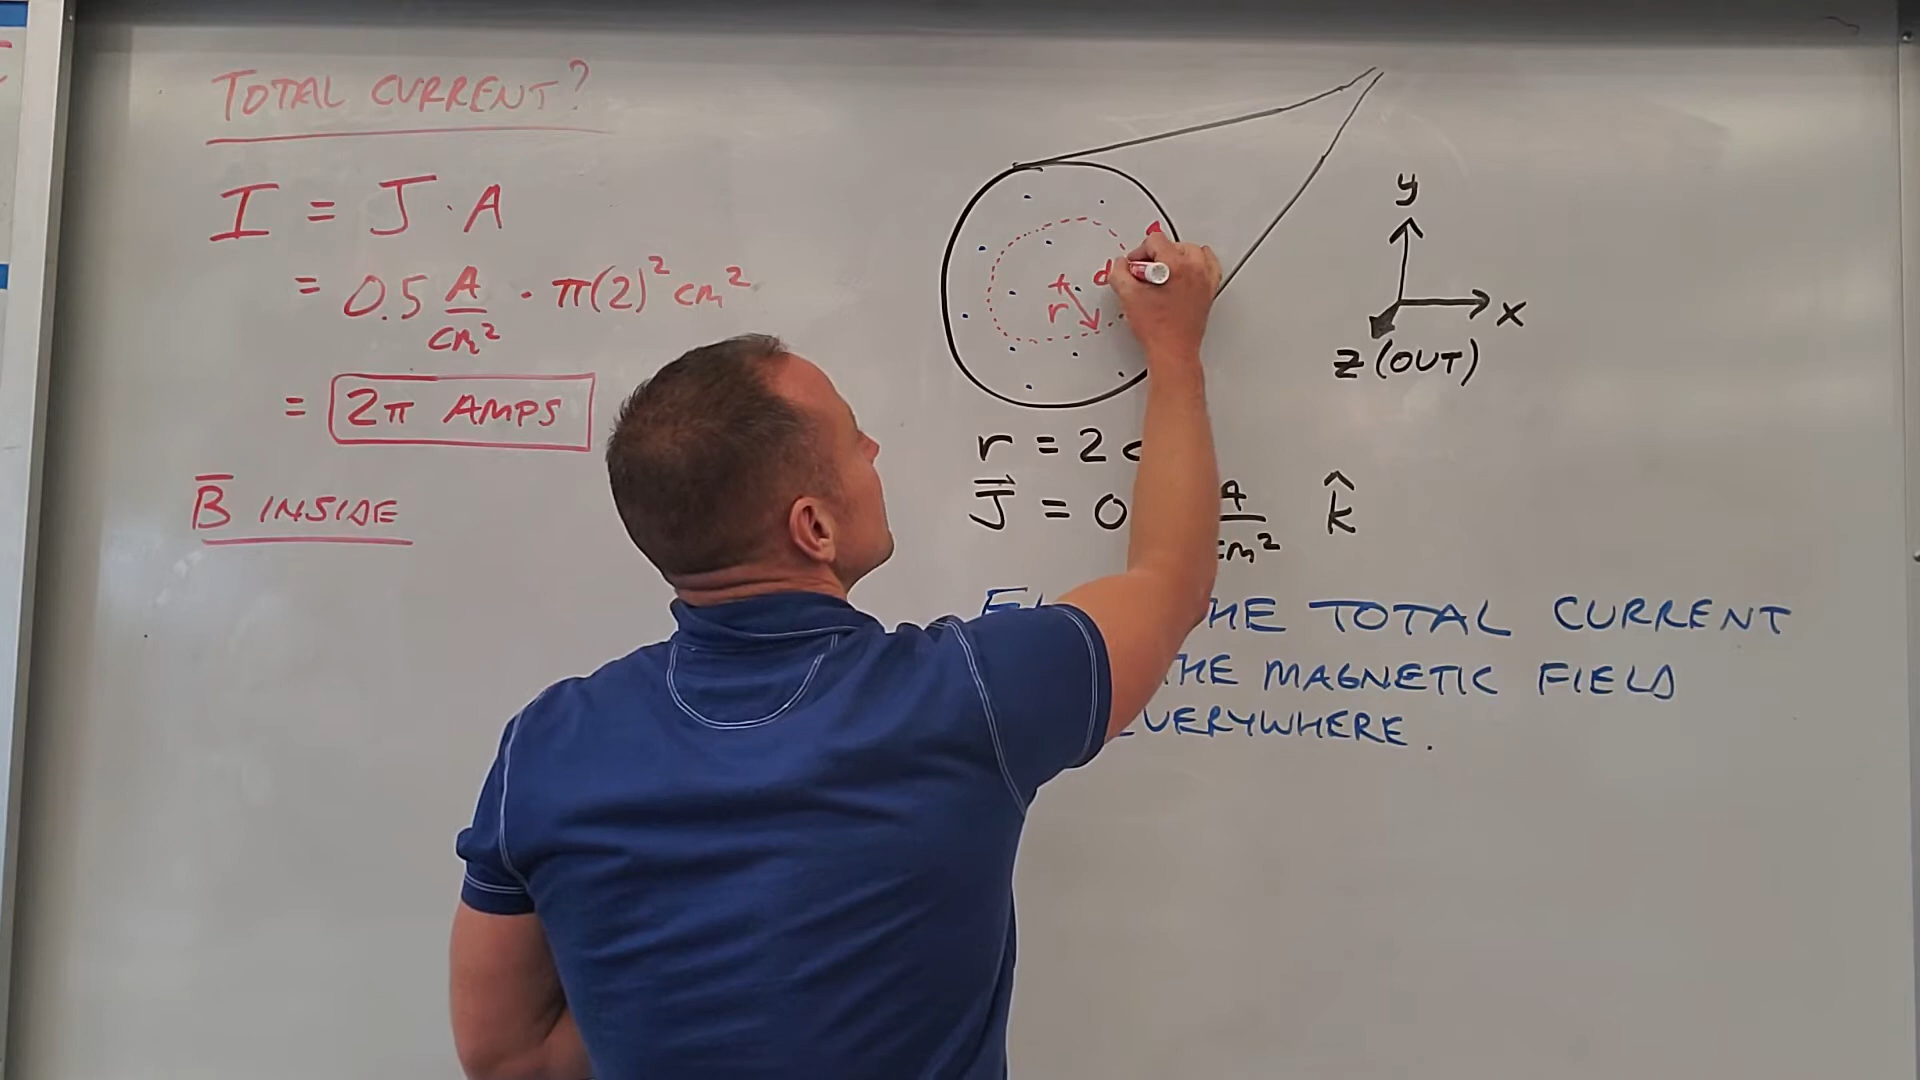 TOTAL CURRENT?
I = J · A
= 0.5 A/cm² · π(2)² cm²
= 2π AMPS
B̅ INSIDE
r
d
y
x
z (OUT)
r = 2
J⃗ = 0 A/cm² k̂
THE TOTAL CURRENT
THE MAGNETIC FIELD
EVERYWHERE.